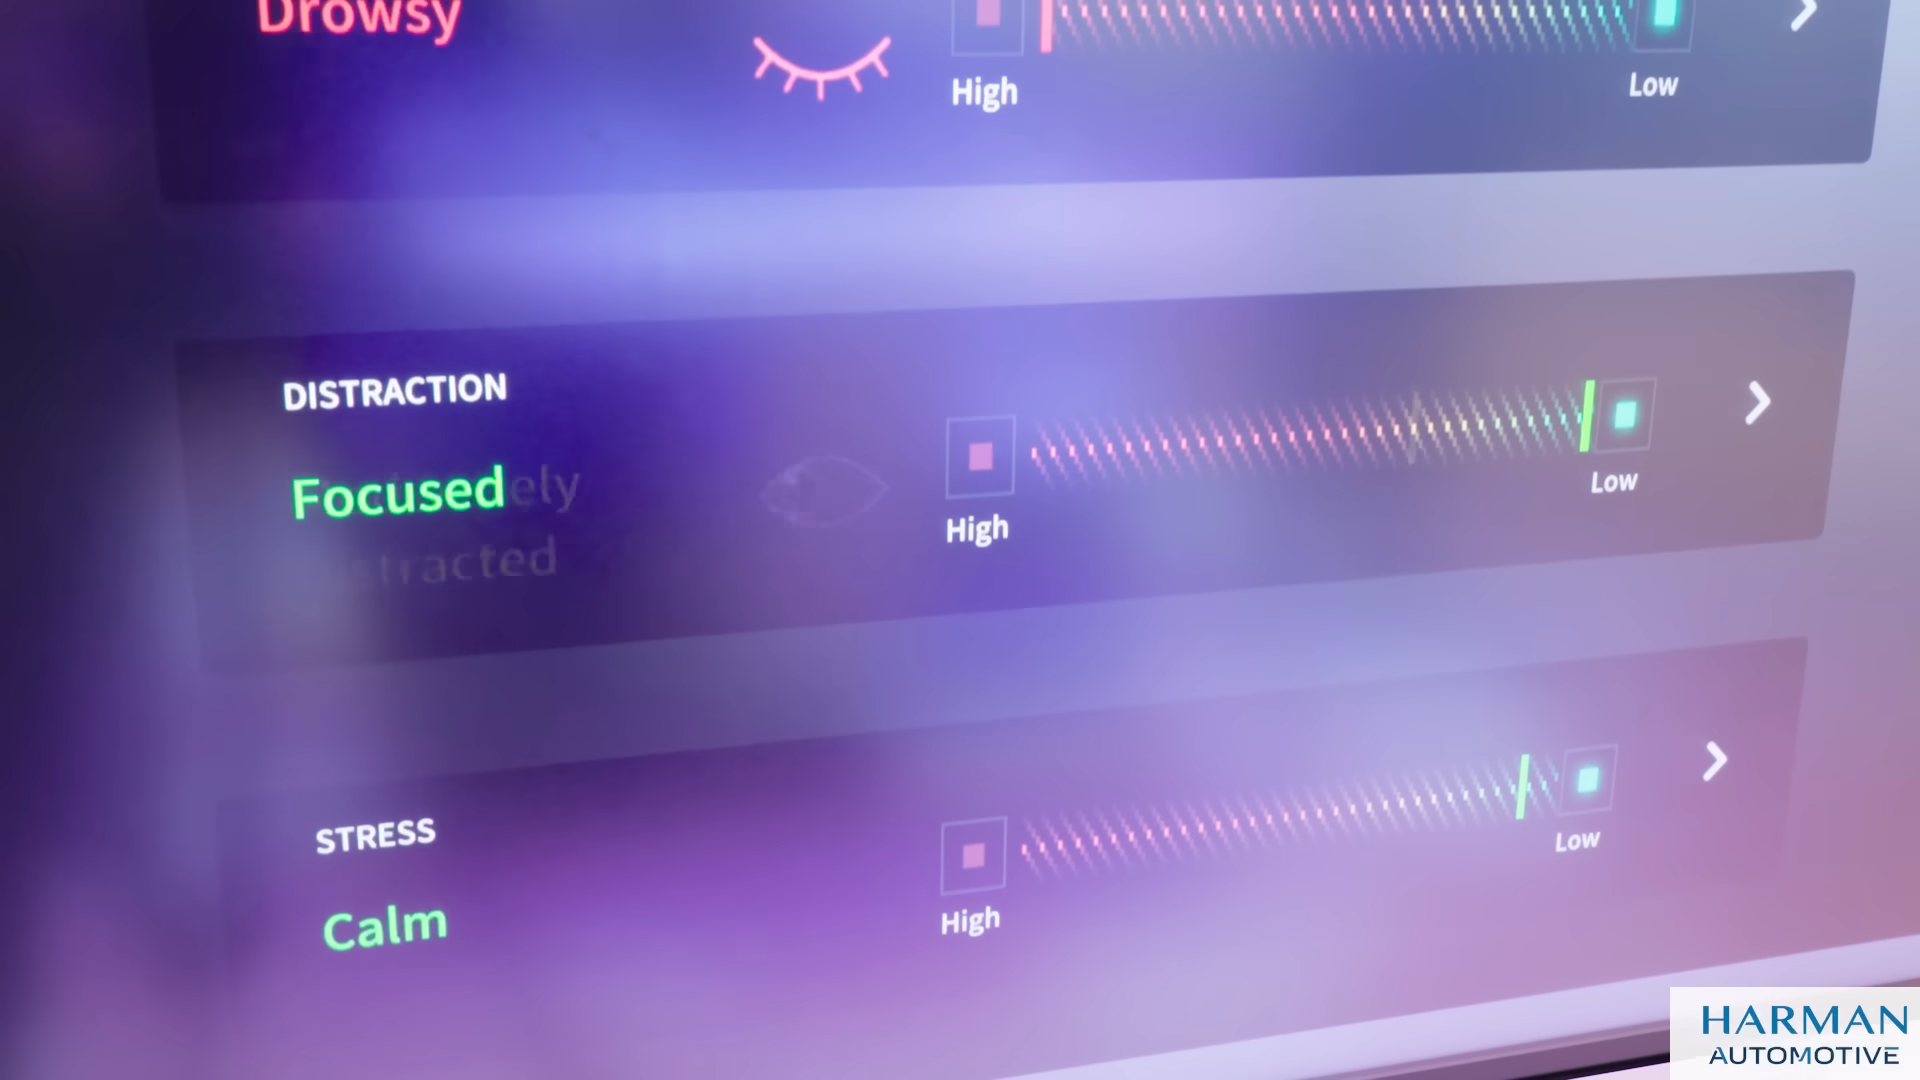 Drowsy
High
Low
DISTRACTION
Focused
High
Low
STRESS
Calm
High
Low
HARMAN
AUTOMOTIVE